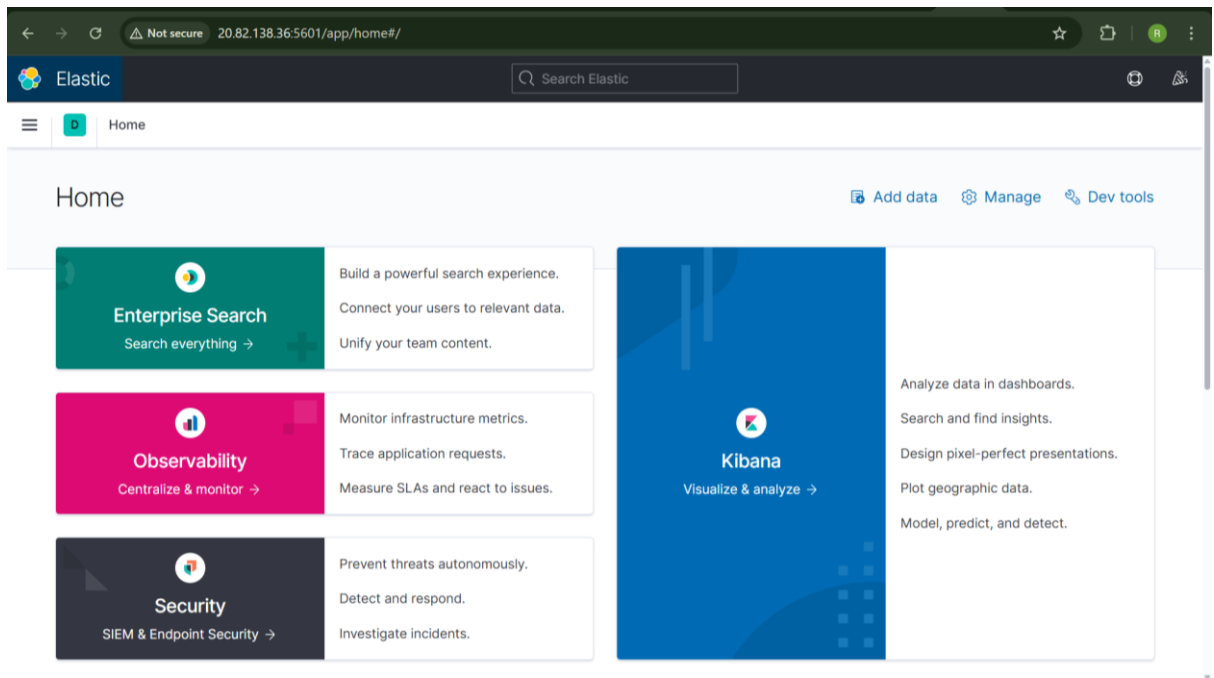 Not secure 20.82.138.36:5601/app/home#/
R
Elastic
Search Elastic
D Home
Home
Add data Manage Dev tools
Enterprise Search
Search everything →
Build a powerful search experience.
Connect your users to relevant data.
Unify your team content.
Observability
Centralize & monitor →
Monitor infrastructure metrics.
Trace application requests.
Measure SLAs and react to issues.
Security
SIEM & Endpoint Security →
Prevent threats autonomously.
Detect and respond.
Investigate incidents.
Kibana
Visualize & analyze →
Analyze data in dashboards.
Search and find insights.
Design pixel-perfect presentations.
Plot geographic data.
Model, predict, and detect.